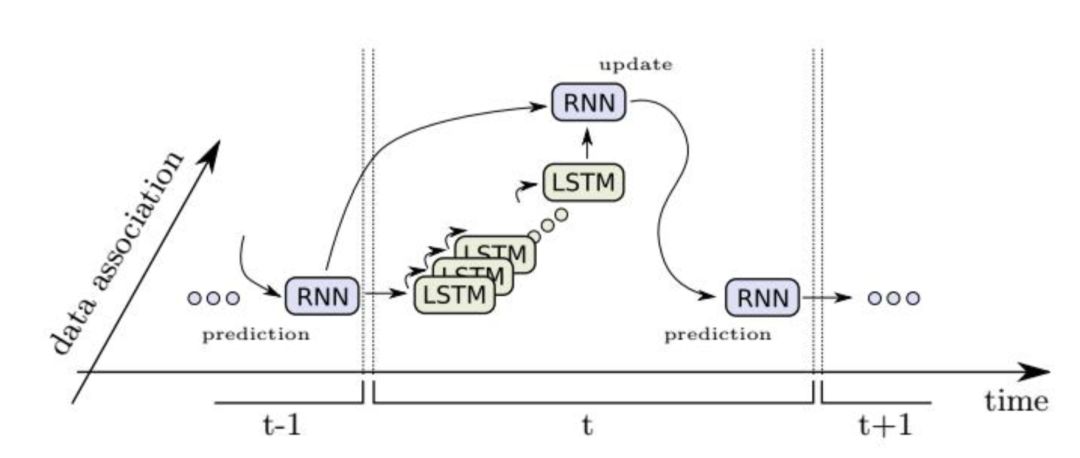 update
RNN
LSTM
LSTM
LSTM
LSTM
RNN
RNN
prediction
prediction
data association
time
t-1
t
t+1